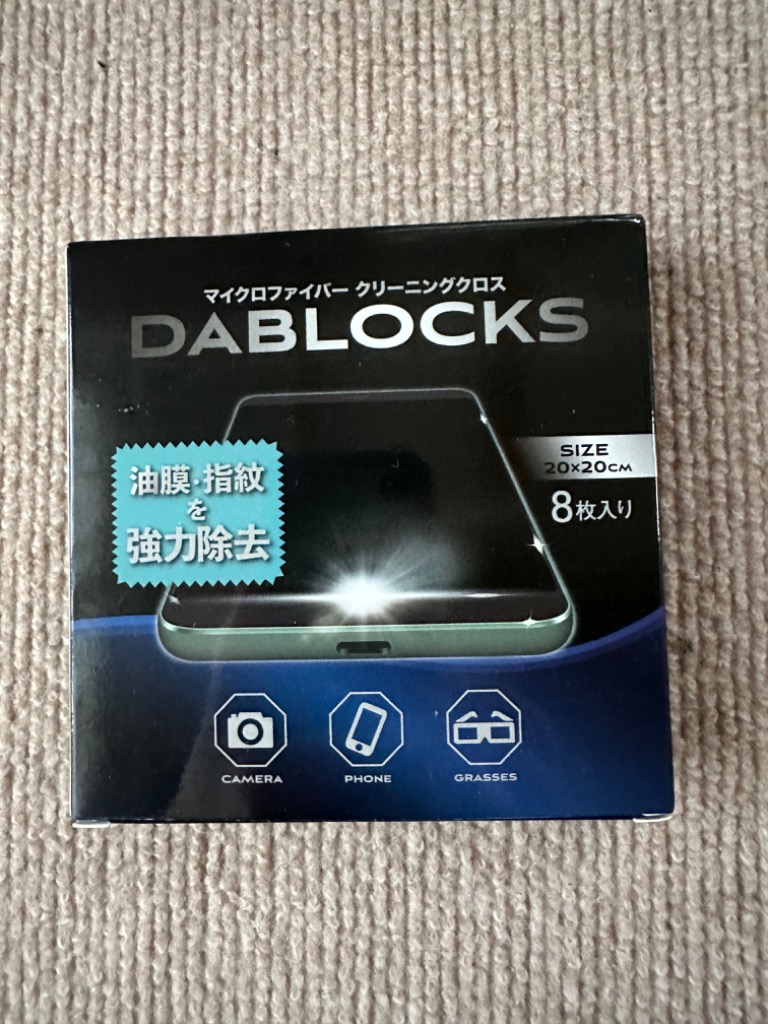 マイクロファイバー クリーニングクロス
DABLOCKS
油膜・指紋
を
強力除去
SIZE
20×20CM
8枚入り
CAMERA
PHONE
GRASSES